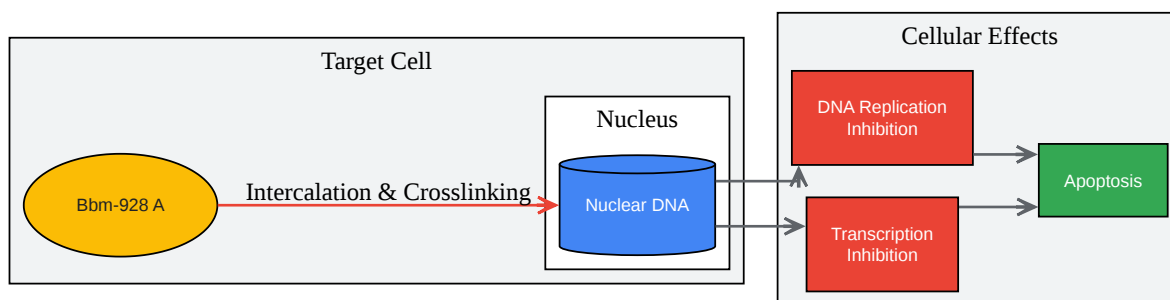 Target Cell
Nucleus
Bbm-928 A
Intercalation & Crosslinking
Nuclear DNA
Cellular Effects
DNA Replication
Inhibition
Transcription
Inhibition
Apoptosis